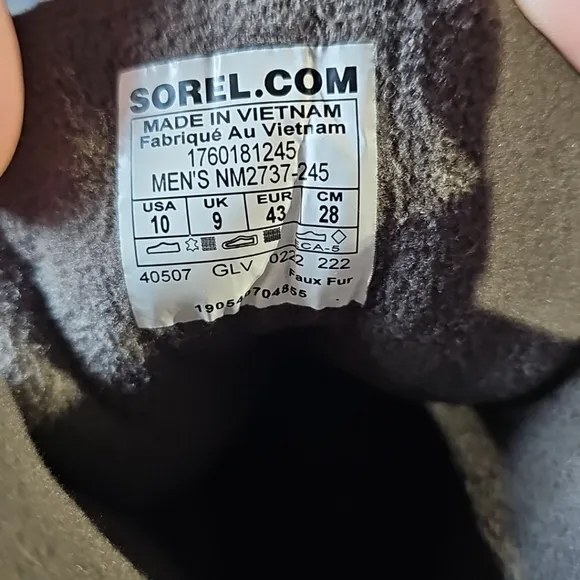 SOREL.COM
MADE IN VIETNAM
Fabriqué Au Vietnam
1760181245
MEN'S NM2737-245
USA UK EUR CM
10 9 43 28
CA-5
40507 GLV 0222 222
Faux Fur